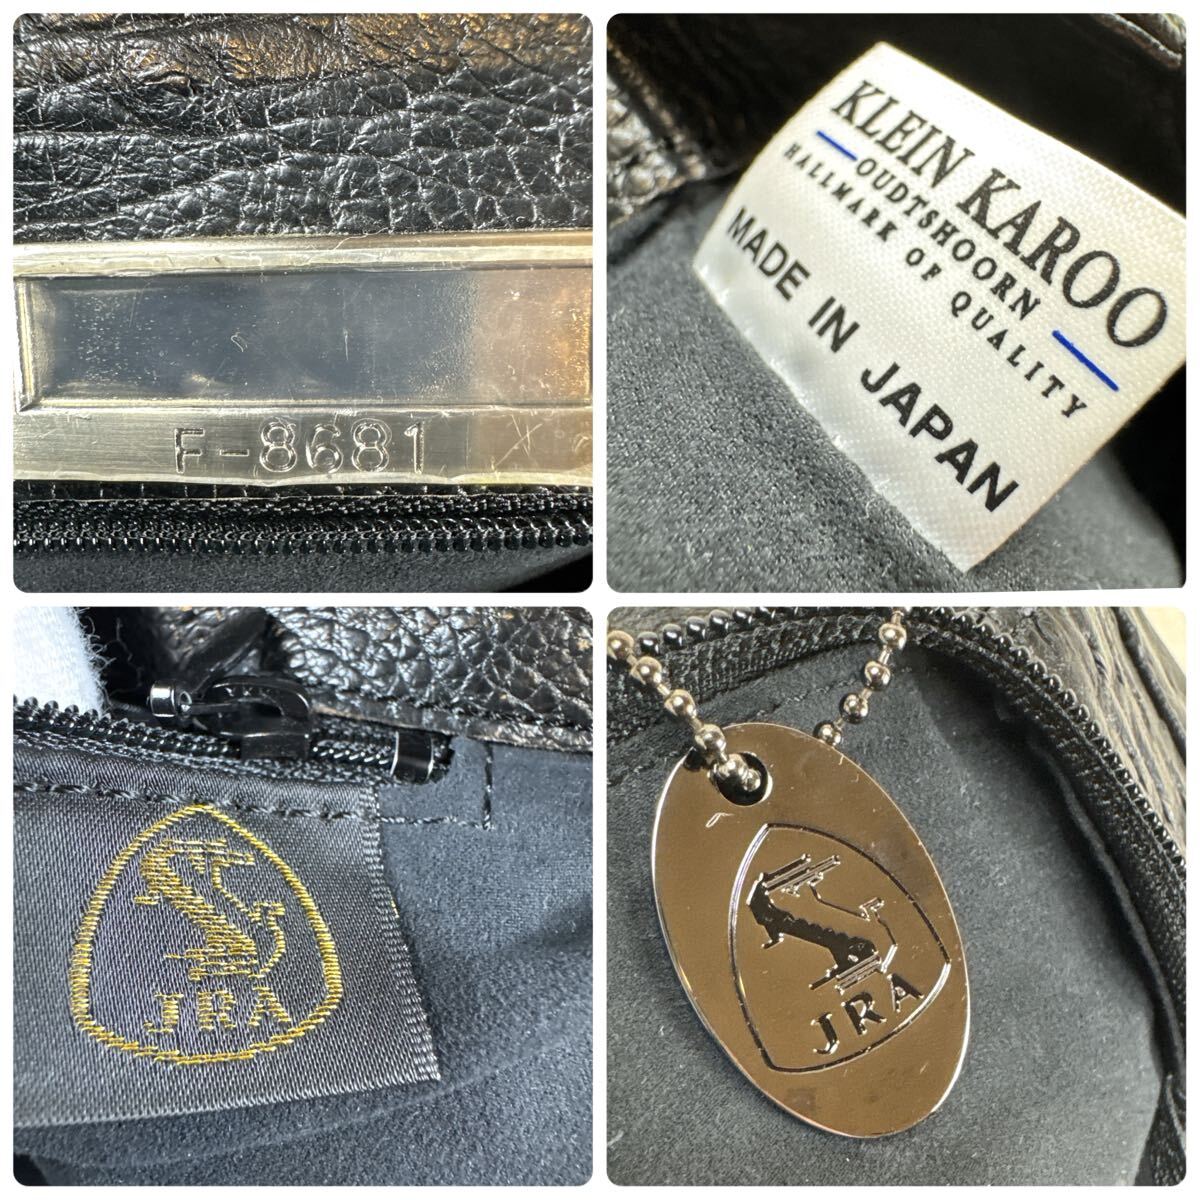 F-8681
KLEIN KAROO
OUDTSHOORN
HALLMARK OF QUALITY
MADE IN JAPAN
JRA
JRA